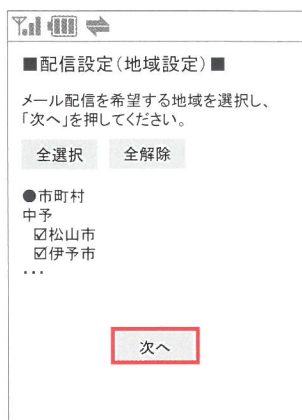 ■配信設定(地域設定)■
メール配信を希望する地域を選択し、
「次へ」を押してください。
全選択 全解除
●市町村
中予
☑松山市
☑伊予市
･･･
次へ